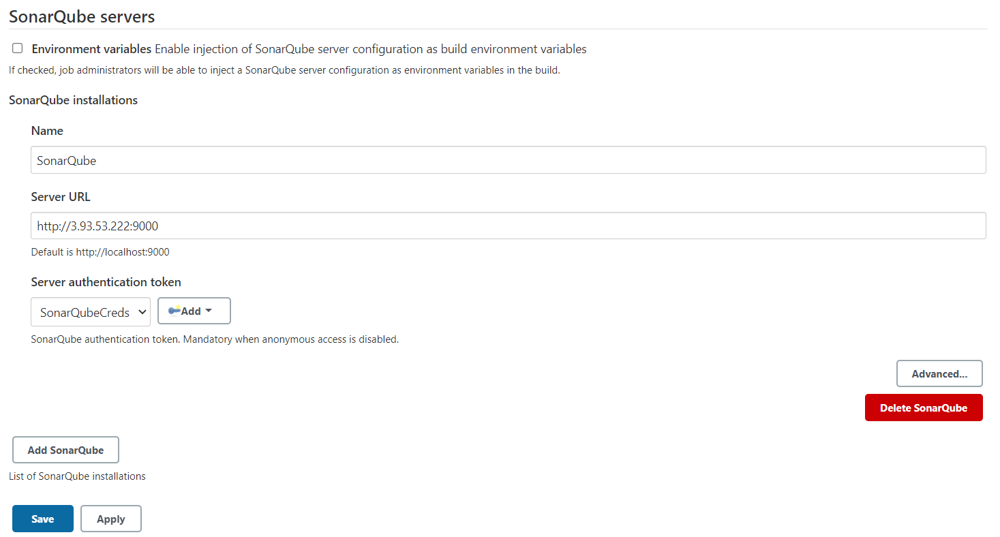 SonarQube servers
Environment variables Enable injection of SonarQube server configuration as build environment variables
If checked, job administrators will be able to inject a SonarQube server configuration as environment variables in the build.
SonarQube installations
Name
SonarQube
Server URL
http://3.93.53.222:9000
Default is http://localhost:9000
Server authentication token
SonarQubeCreds Add
SonarQube authentication token. Mandatory when anonymous access is disabled.
Advanced...
Delete SonarQube
Add SonarQube
List of SonarQube installations
Save Apply